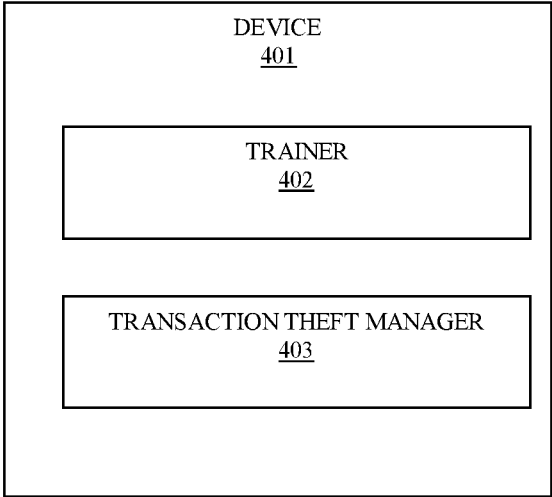 DEVICE
401
TRAINER
402
TRANSACTION THEFT MANAGER
403